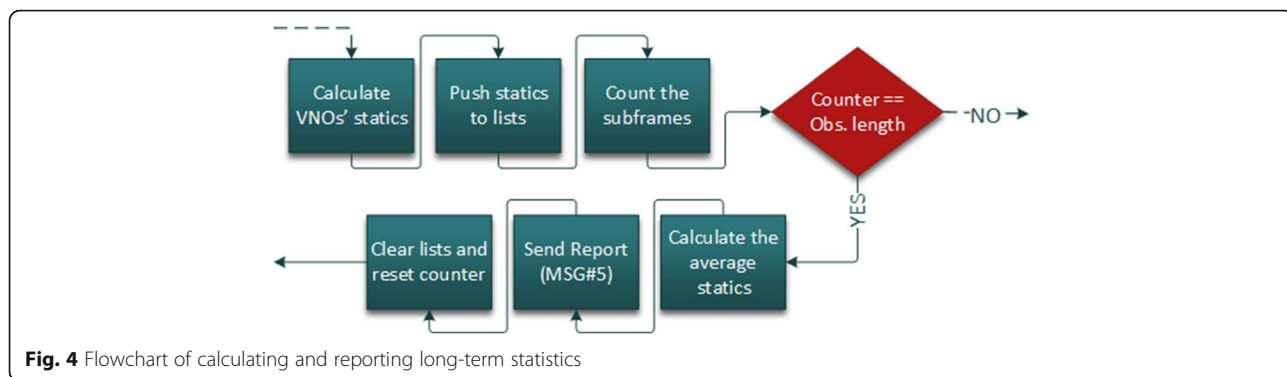 Calculate
VNOs' statics
Push statics
to lists
Count the
subframes
Counter ==
Obs. length
NO
YES
Calculate the
average
statics
Send Report
(MSG#5)
Clear lists and
reset counter
Fig. 4 Flowchart of calculating and reporting long-term statistics